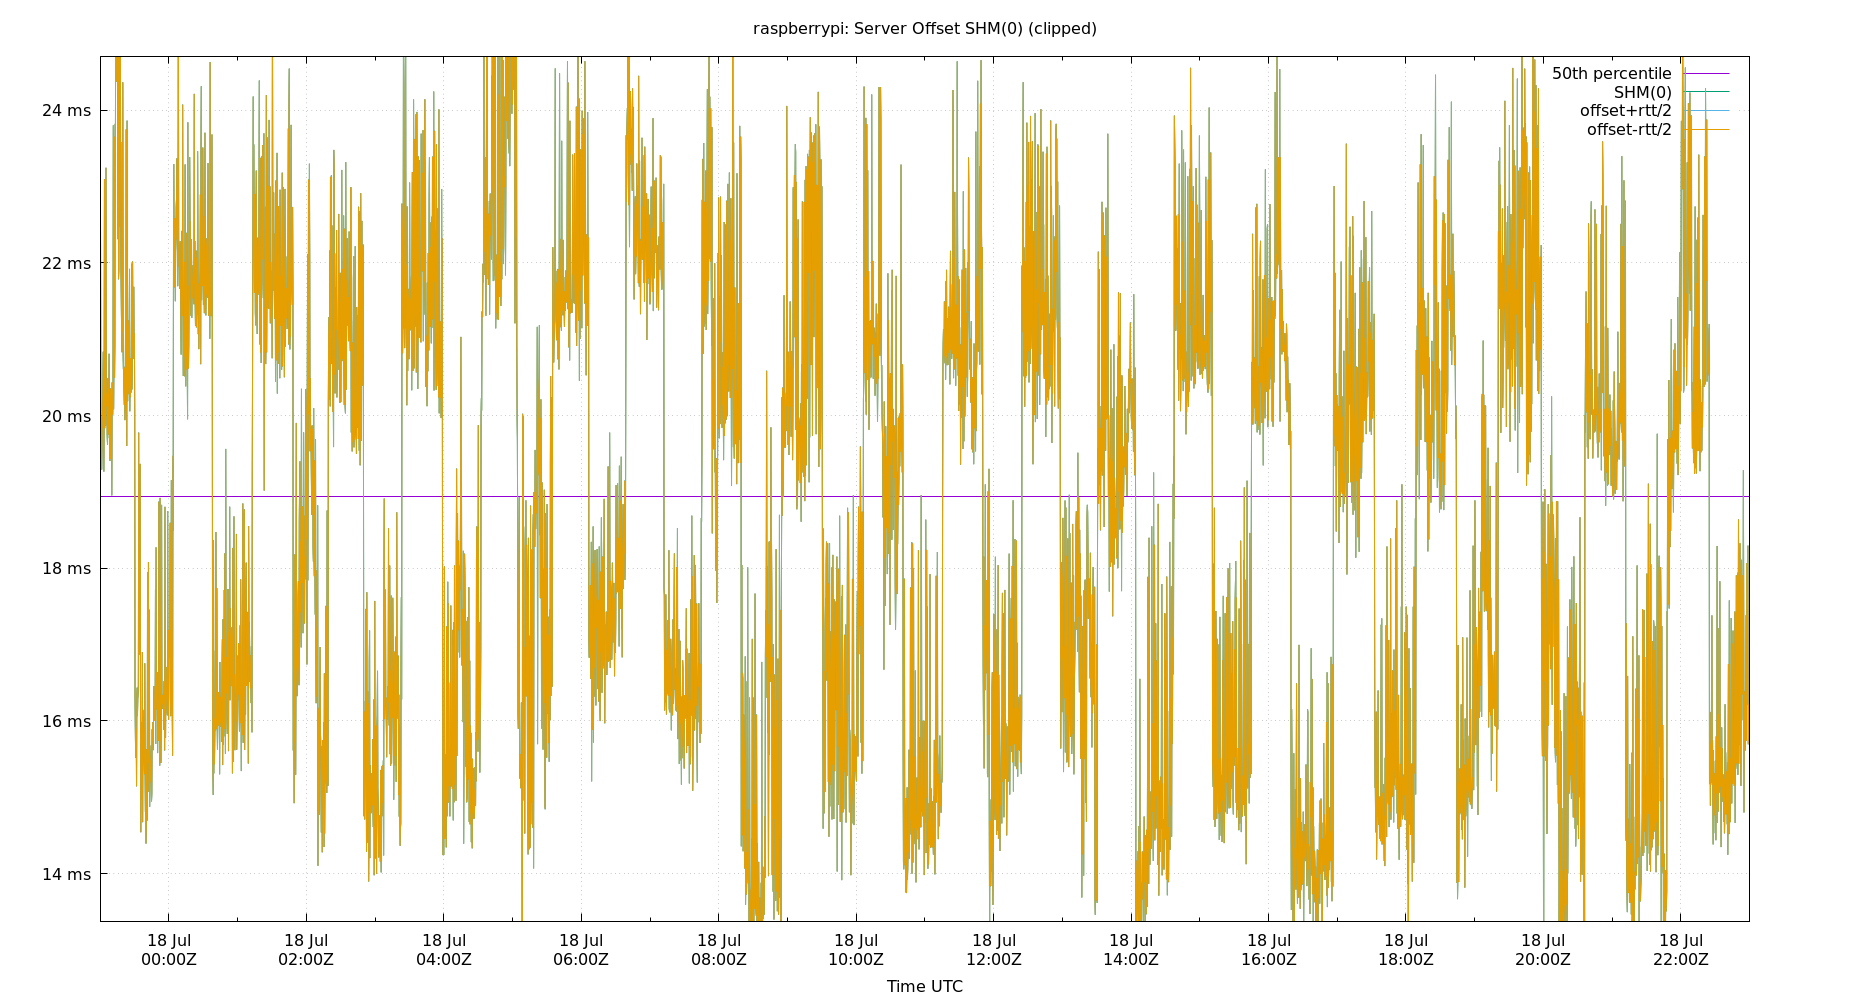 raspberrypi: Server Offset SHM(0) (clipped)
50th percentile
SHM(0)
offset+rtt/2
offset-rtt/2
24 ms
22 ms
20 ms
18 ms
16 ms
14 ms
18 Jul 18 Jul 18 Jul 18 Jul 18 Jul 18 Jul 18 Jul 18 Jul 18 Jul 18 Jul 18 Jul 18 Jul
00:00Z 02:00Z 04:00Z 06:00Z 08:00Z 10:00Z 12:00Z 14:00Z 16:00Z 18:00Z 20:00Z 22:00Z
Time UTC